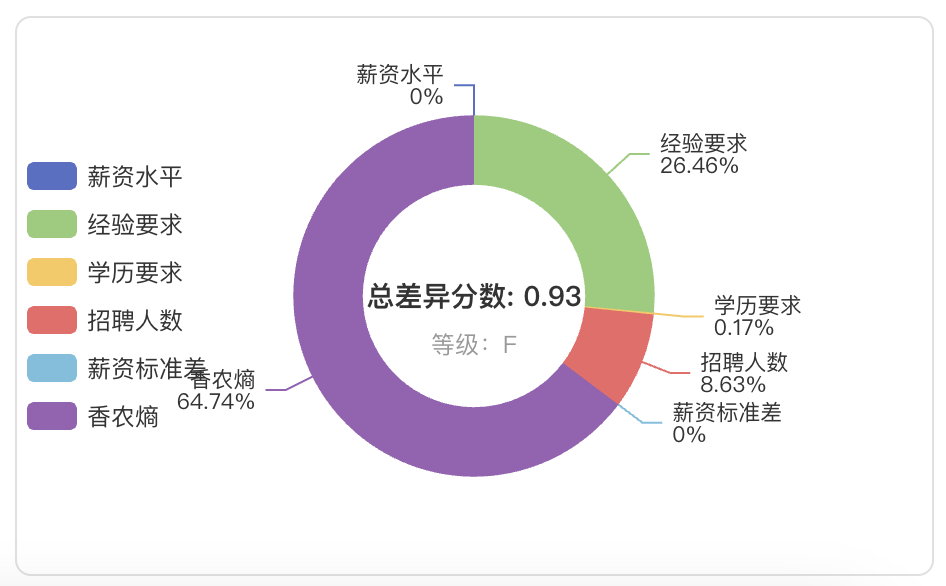 薪资水平
0%
经验要求
26.46%
薪资水平
经验要求
学历要求
招聘人数
薪资标准差
香农熵
总差异分数: 0.93
等级：F
学历要求
0.17%
招聘人数
8.63%
薪资标准差
0%
香农熵
64.74%